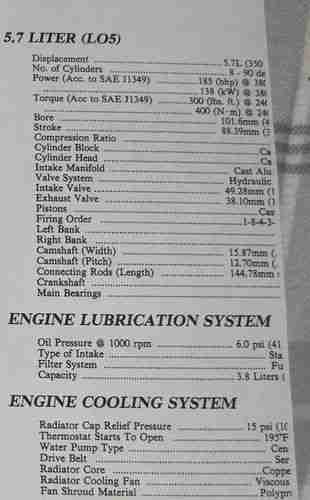 5.7 LITER (LO5)
Displacement ........ 5.7L (350
No. of Cylinders ........ 8 - 90 de
Power (Acc to SAE J1349) ........ 185 (bhp) @ 380
........ 138 (kW) @ 380
Torque (Acc to SAE J1349) ........ 300 (lbs. ft.) @ 240
........ 400 (N·m) @ 240
Bore ........ 101.6mm (4
Stroke ........ 88.39mm (3
Compression Ratio ........
Cylinder Block ........ Ca
Cylinder Head ........ Ca
Intake Manifold ........ Cast Alu
Valve System ........ Hydraulic
Intake Valve ........ 49.28mm (1
Exhaust Valve ........ 38.10mm (1
Pistons ........ Cas
Firing Order ........ 1-8-4-3-
Left Bank ........
Right Bank ........
Camshaft (Width) ........ 15.87mm (.
Camshaft (Pitch) ........ 12.70mm (.
Connecting Rods (Length) ........ 144.78mm
Crankshaft ........
Main Bearings ........
ENGINE LUBRICATION SYSTEM
Oil Pressure @ 1000 rpm ........ 6.0 psi (41
Type of Intake ........ Sta
Filter System ........ Fu
Capacity ........ 3.8 Liters (
ENGINE COOLING SYSTEM
Radiator Cap Relief Pressure ........ 15 psi (10
Thermostat Starts To Open ........ 195°F
Water Pump Type ........ Cen
Drive Belt ........ Ser
Radiator Core ........ Coppe
Radiator Cooling Fan ........ Viscous
Fan Shroud Material ........ Polypr